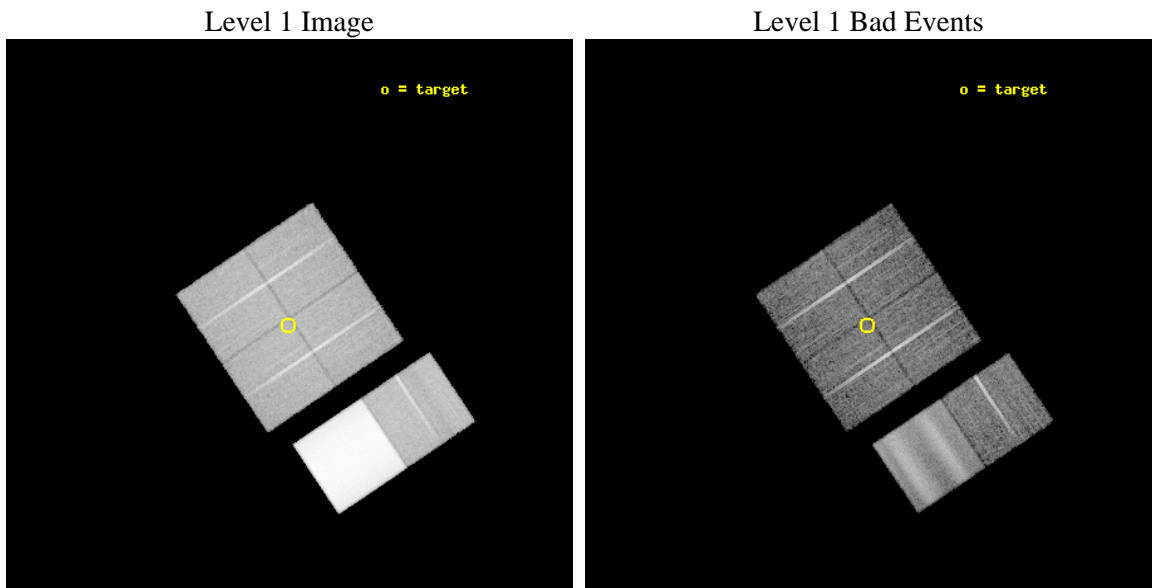 Level 1 Image
Level 1 Bad Events
o = target
o = target